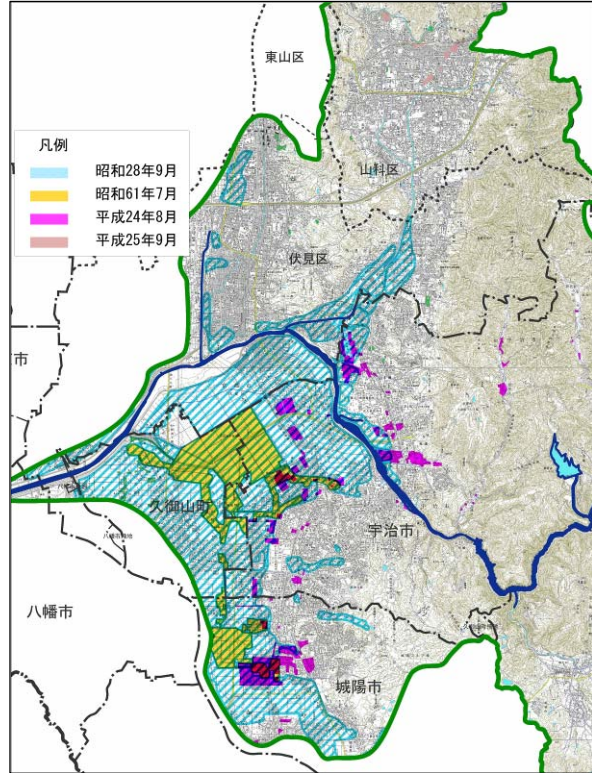 東山区
凡例
昭和28年9月
昭和61年7月
平成24年8月
平成25年9月
山科区
伏見区
市
久御山町
宇治市
八幡市
城陽市